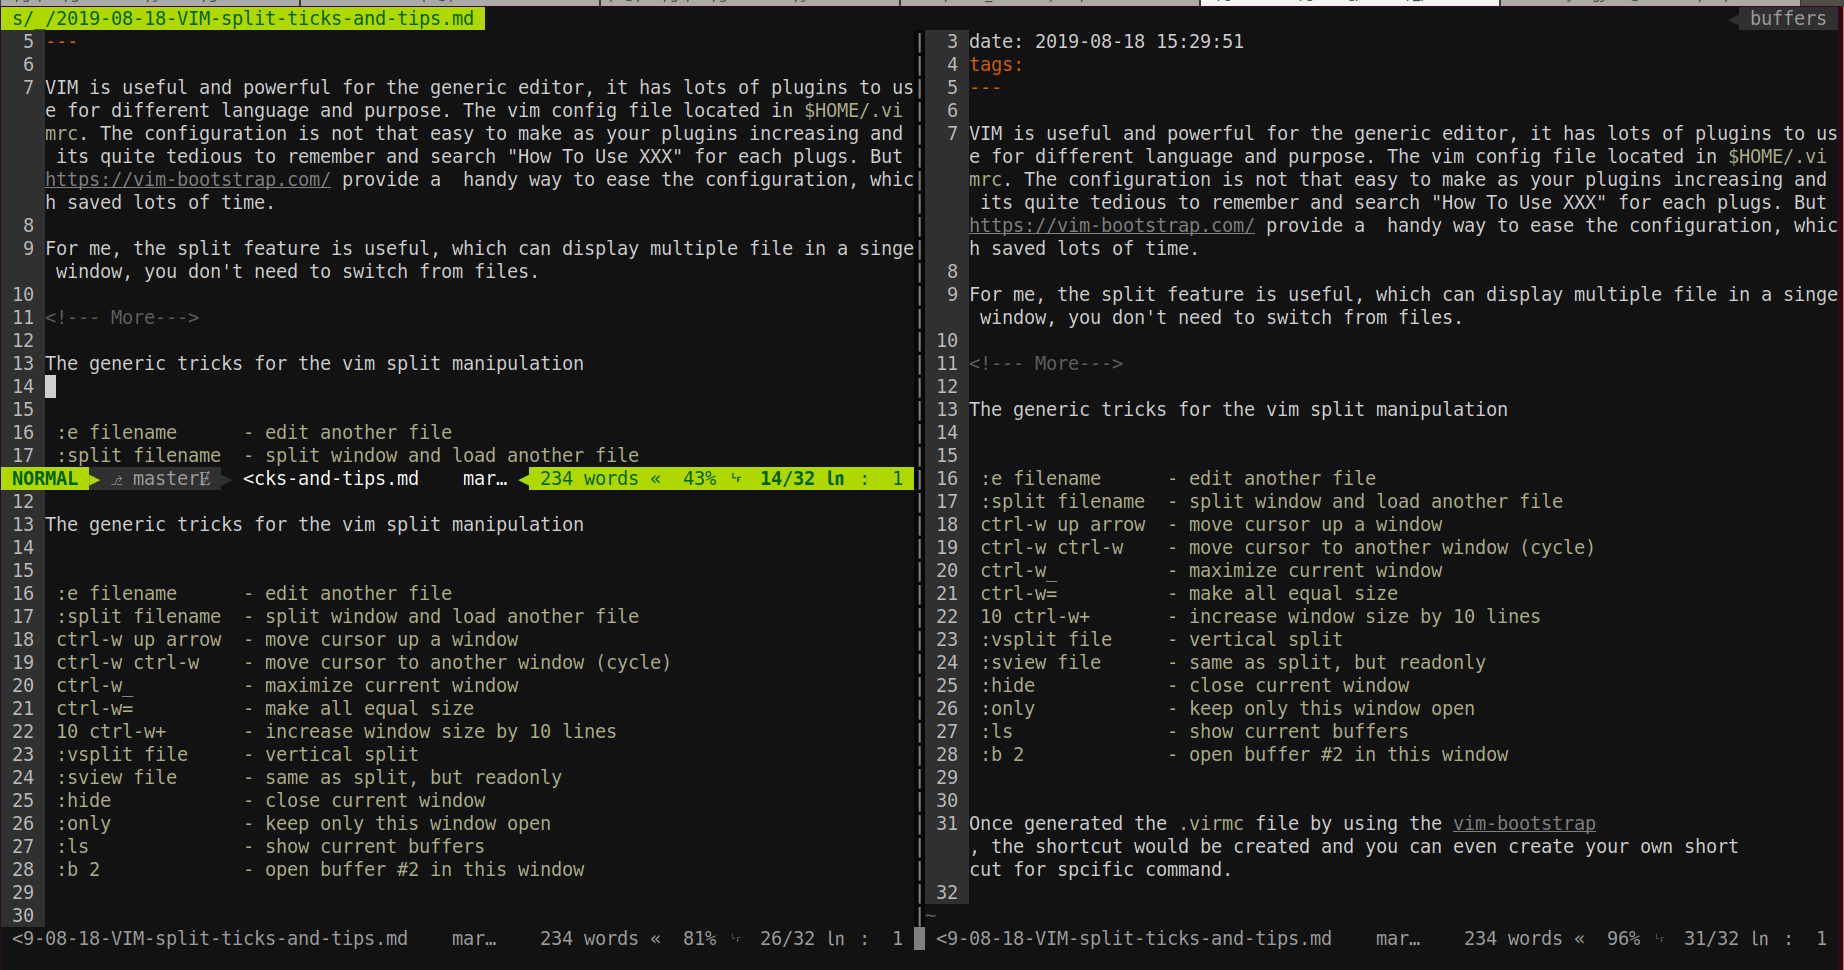 s/ /2019-08-18-VIM-split-ticks-and-tips.md
buffers
5 ---
6
7 VIM is useful and powerful for the generic editor, it has lots of plugins to us
e for different language and purpose. The vim config file located in $HOME/.vi
mrc. The configuration is not that easy to make as your plugins increasing and
its quite tedious to remember and search "How To Use XXX" for each plugs. But
https://vim-bootstrap.com/ provide a  handy way to ease the configuration, whic
h saved lots of time.
8
9 For me, the split feature is useful, which can display multiple file in a singe
window, you don't need to switch from files.
10
11 <!--- More--->
12
13 The generic tricks for the vim split manipulation
14
15
16 :e filename      - edit another file
17 :split filename  - split window and load another file
NORMAL master <cks-and-tips.md    mar… 234 words «  43% 14/32 ln :  1
12
13 The generic tricks for the vim split manipulation
14
15
16 :e filename      - edit another file
17 :split filename  - split window and load another file
18 ctrl-w up arrow  - move cursor up a window
19 ctrl-w ctrl-w    - move cursor to another window (cycle)
20 ctrl-w_          - maximize current window
21 ctrl-w=          - make all equal size
22 10 ctrl-w+       - increase window size by 10 lines
23 :vsplit file     - vertical split
24 :sview file      - same as split, but readonly
25 :hide            - close current window
26 :only            - keep only this window open
27 :ls              - show current buffers
28 :b 2             - open buffer #2 in this window
29
30
<9-08-18-VIM-split-ticks-and-tips.md    mar…    234 words «  81% 26/32 ln :  1
3 date: 2019-08-18 15:29:51
4 tags:
5 ---
6
7 VIM is useful and powerful for the generic editor, it has lots of plugins to us
e for different language and purpose. The vim config file located in $HOME/.vi
mrc. The configuration is not that easy to make as your plugins increasing and
its quite tedious to remember and search "How To Use XXX" for each plugs. But
https://vim-bootstrap.com/ provide a  handy way to ease the configuration, whic
h saved lots of time.
8
9 For me, the split feature is useful, which can display multiple file in a singe
window, you don't need to switch from files.
10
11 <!--- More--->
12
13 The generic tricks for the vim split manipulation
14
15
16 :e filename      - edit another file
17 :split filename  - split window and load another file
18 ctrl-w up arrow  - move cursor up a window
19 ctrl-w ctrl-w    - move cursor to another window (cycle)
20 ctrl-w_          - maximize current window
21 ctrl-w=          - make all equal size
22 10 ctrl-w+       - increase window size by 10 lines
23 :vsplit file     - vertical split
24 :sview file      - same as split, but readonly
25 :hide            - close current window
26 :only            - keep only this window open
27 :ls              - show current buffers
28 :b 2             - open buffer #2 in this window
29
30
31 Once generated the .virmc file by using the vim-bootstrap
, the shortcut would be created and you can even create your own short
cut for spcific command.
32
~
<9-08-18-VIM-split-ticks-and-tips.md    mar…    234 words «  96% 31/32 ln :  1